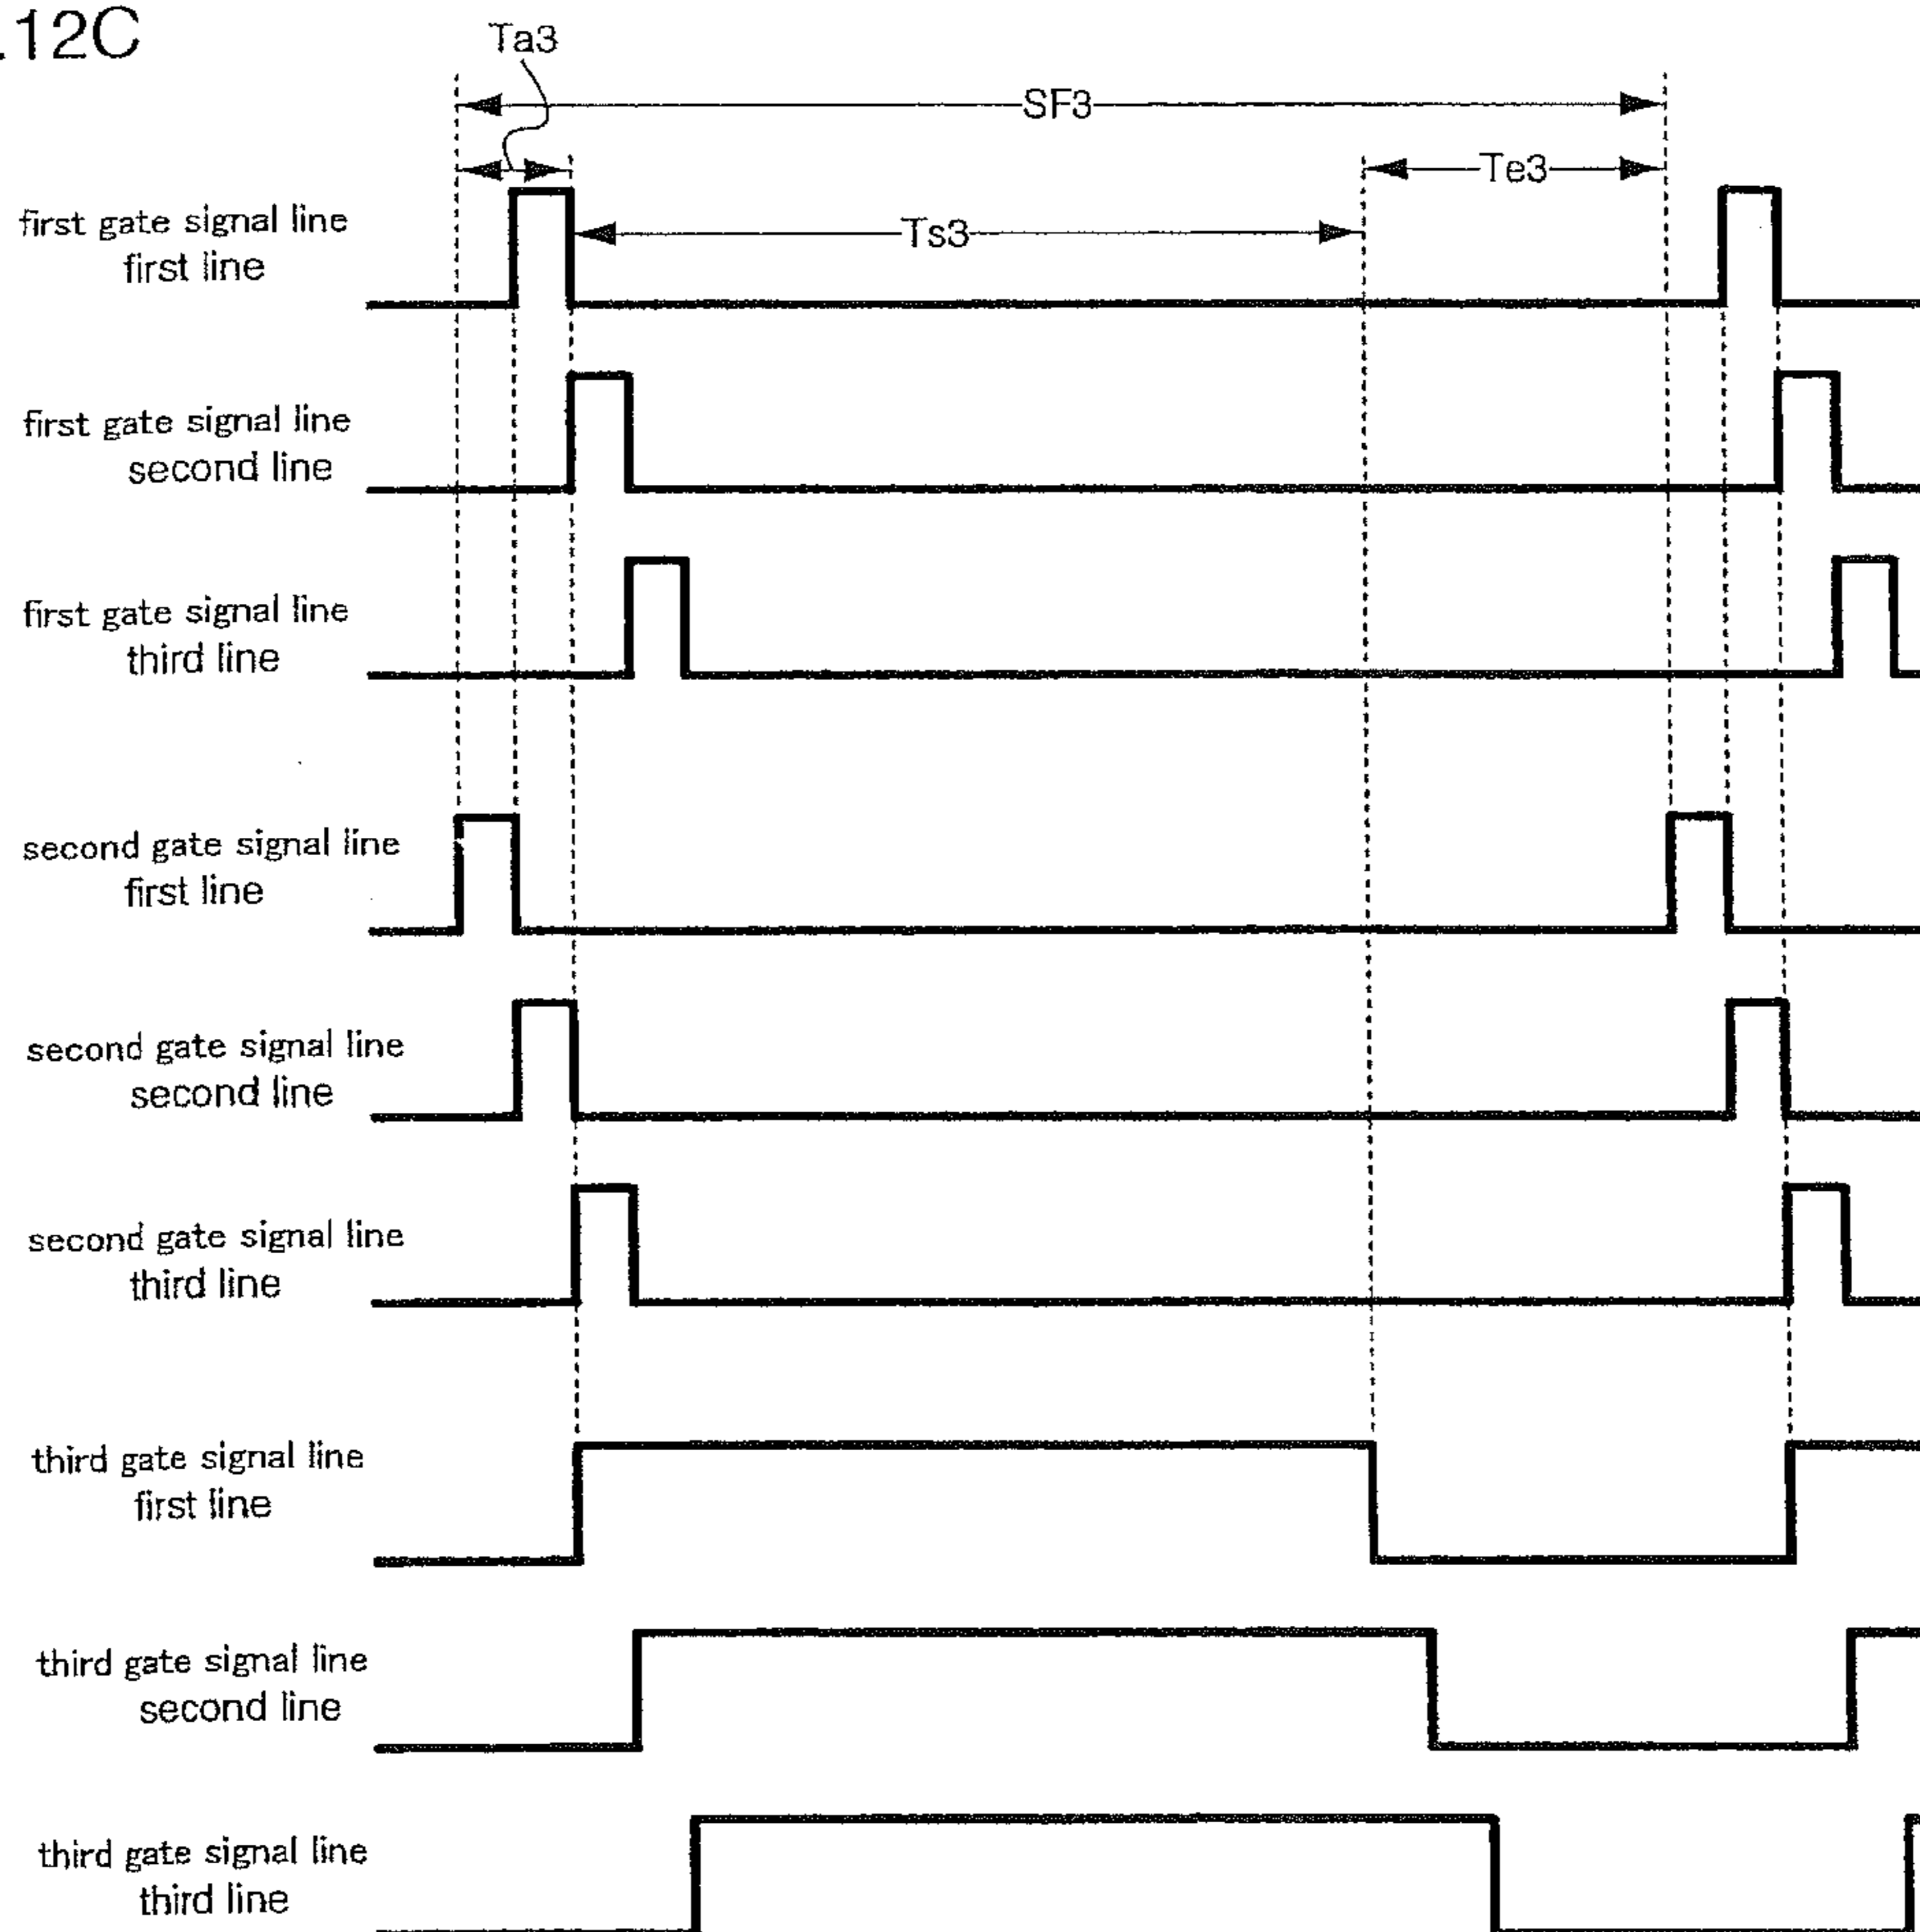 .12C
Ta3
SF3
Te3
Ts3
first gate signal line
first line
first gate signal line
second line
first gate signal line
third line
second gate signal line
first line
second gate signal line
second line
second gate signal line
third line
third gate signal line
first line
third gate signal line
second line
third gate signal line
third line